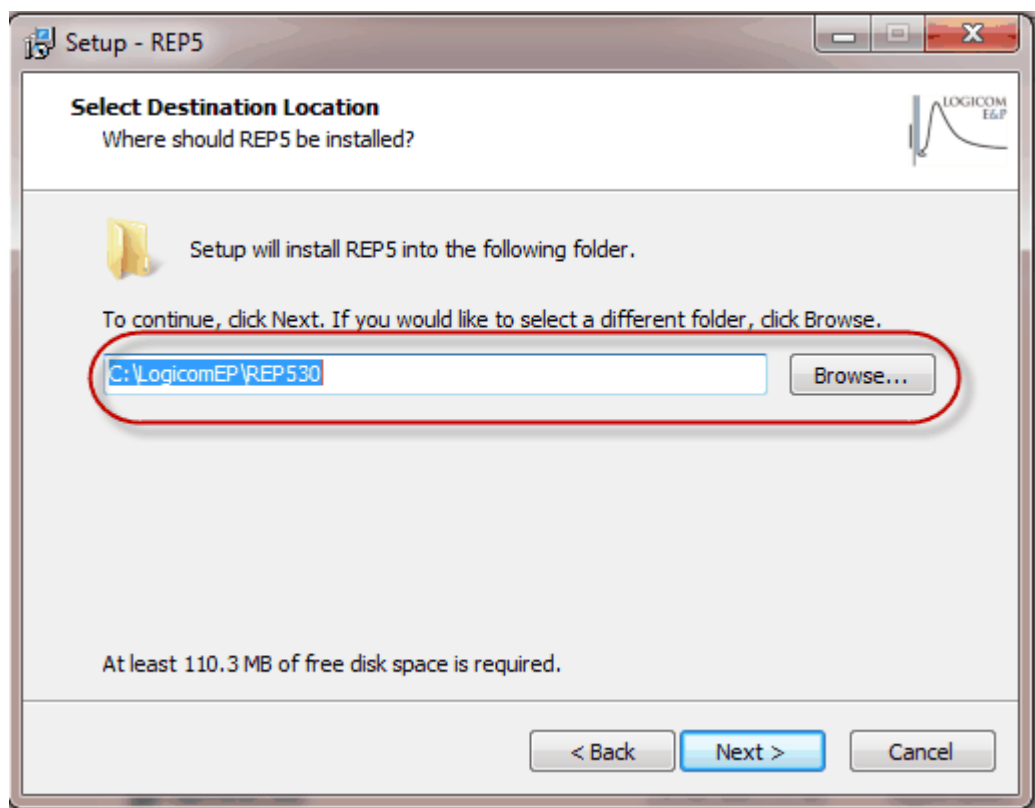 Setup - REP5
Select Destination Location
Where should REP5 be installed?
LOGICOM
E&P
Setup will install REP5 into the following folder.
To continue, click Next. If you would like to select a different folder, click Browse.
C:\LogicomEP\REP530
Browse...
At least 110.3 MB of free disk space is required.
< Back
Next >
Cancel